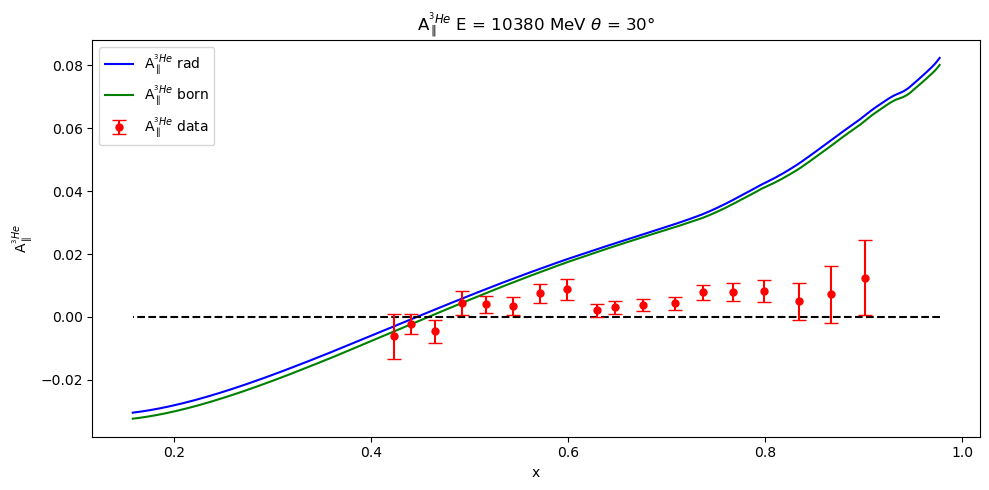 A∥³ᴴᵉ E = 10380 MeV θ = 30°
A∥³ᴴᵉ rad
A∥³ᴴᵉ born
A∥³ᴴᵉ data
A∥³ᴴᵉ
0.08
0.06
0.04
0.02
0.00
−0.02
0.2 0.4 0.6 0.8 1.0
x